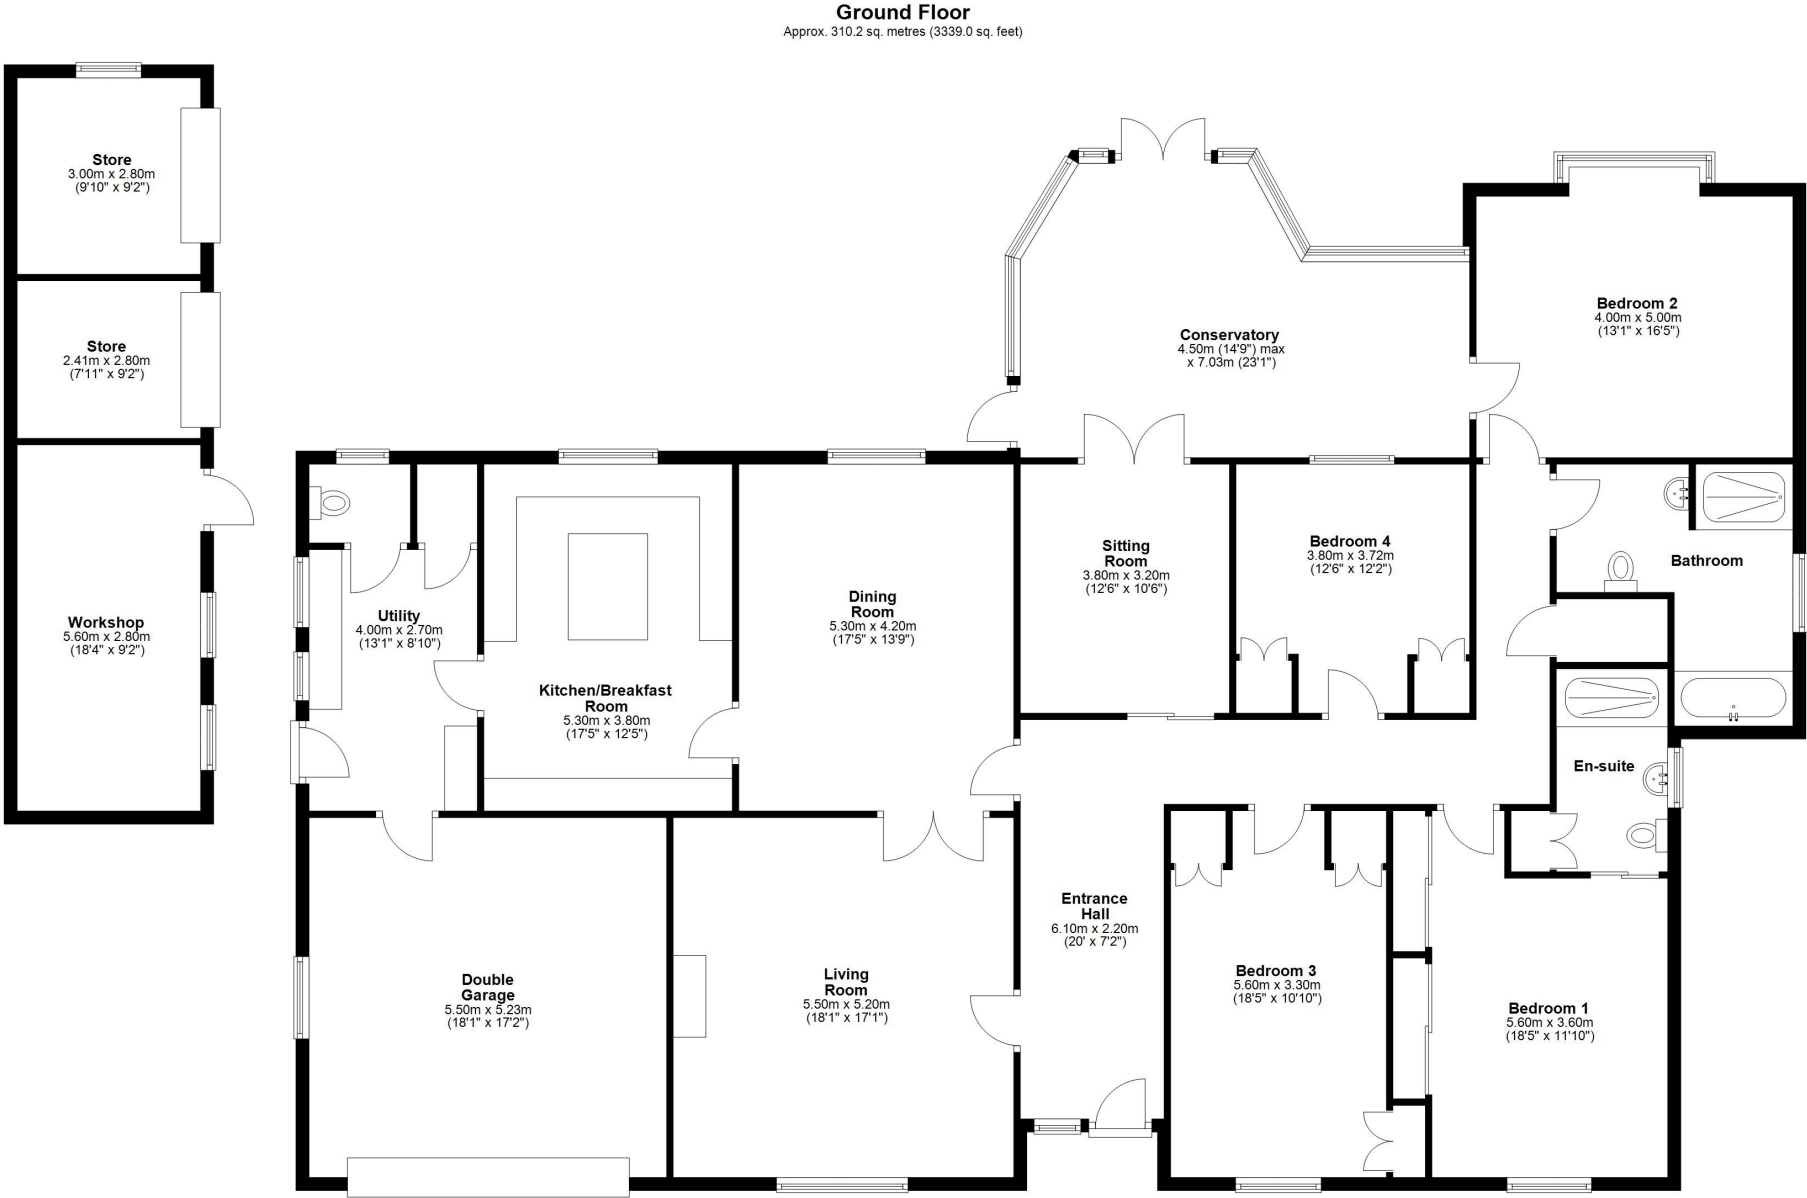 Ground Floor
Approx. 310.2 sq. metres (3339.0 sq. feet)
Store
3.00m x 2.80m
(9'10" x 9'2")
Store
2.41m x 2.80m
(7'11" x 9'2")
Workshop
5.60m x 2.80m
(18'4" x 9'2")
Conservatory
4.50m (14'9") max
x 7.03m (23'1")
Bedroom 2
4.00m x 5.00m
(13'1" x 16'5")
Utility
4.00m x 2.70m
(13'1" x 8'10")
Kitchen/Breakfast
Room
5.30m x 3.80m
(17'5" x 12'5")
Dining
Room
5.30m x 4.20m
(17'5" x 13'9")
Sitting
Room
3.80m x 3.20m
(12'6" x 10'6")
Bedroom 4
3.80m x 3.72m
(12'6" x 12'2")
Bathroom
En-suite
Double
Garage
5.50m x 5.23m
(18'1" x 17'2")
Living
Room
5.50m x 5.20m
(18'1" x 17'1")
Entrance
Hall
6.10m x 2.20m
(20' x 7'2")
Bedroom 3
5.60m x 3.30m
(18'5" x 10'10")
Bedroom 1
5.60m x 3.60m
(18'5" x 11'10")